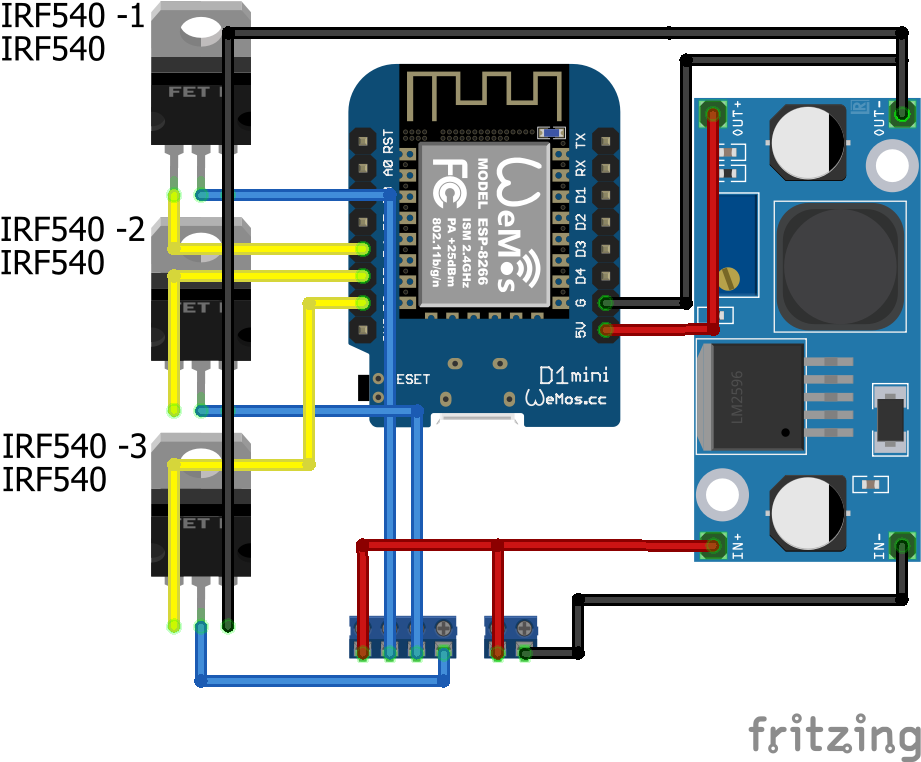 IRF540 -1
IRF540
FET
IRF540 -2
IRF540
FET
IRF540 -3
IRF540
FET
RST
A0
TX
RX
D1
D2
D3
D4
G
5V
WeMos
MODEL ESP-8266
ISM 2.4GHz
PA +25dBm
802.11b/g/n
FC
ESET
D1mini
WeMos.cc
OUT+
OUT-
R
LM2596
IN+
IN-
fritzing